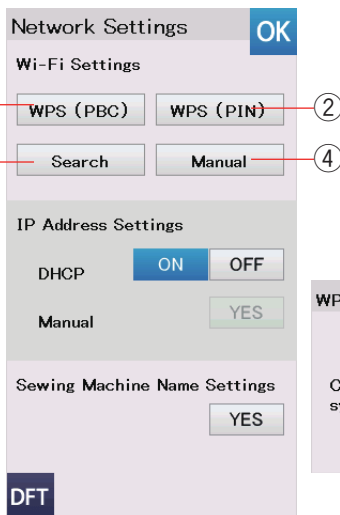 Network Settings OK
Wi-Fi Settings
WPS (PBC) WPS (PIN) 2
Search Manual 4
IP Address Settings
DHCP ON OFF
Manual YES
Sewing Machine Name Settings
YES
DFT